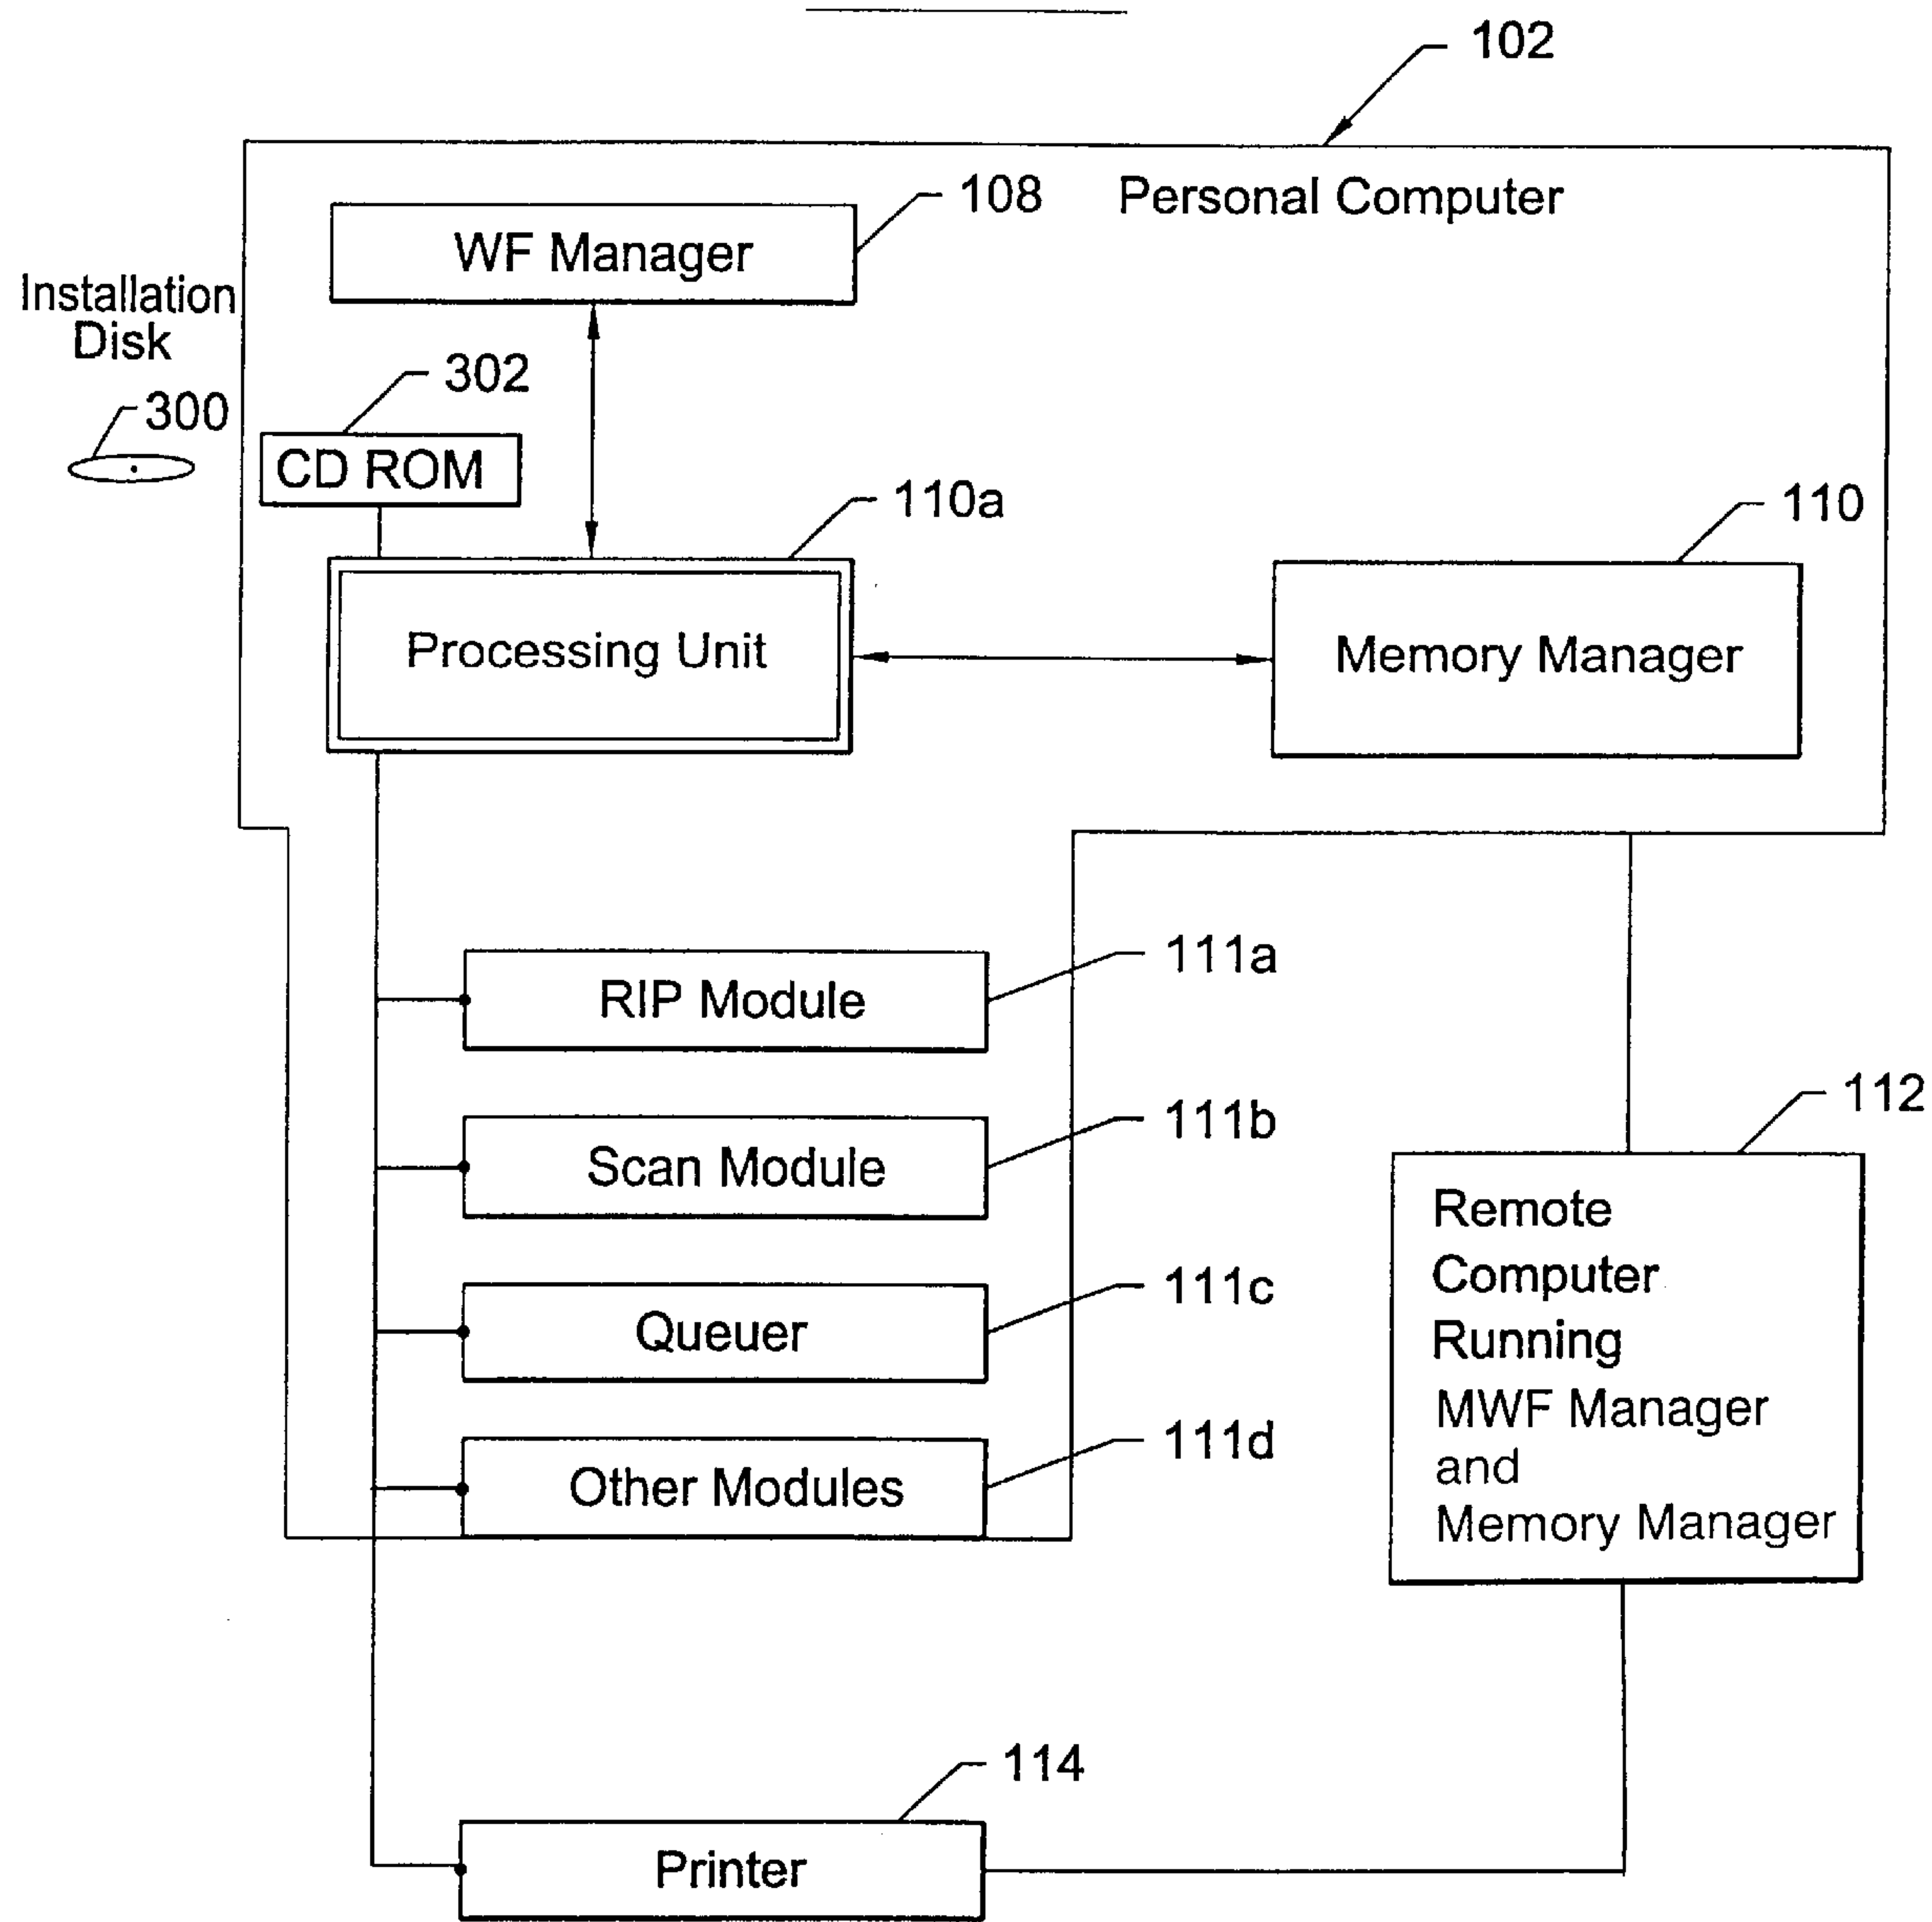 102
Personal Computer
108
WF Manager
Installation
Disk
300
302
CD ROM
110a
Processing Unit
110
Memory Manager
111a
RIP Module
111b
Scan Module
111c
Queuer
111d
Other Modules
112
Remote
Computer
Running
MWF Manager
and
Memory Manager
114
Printer